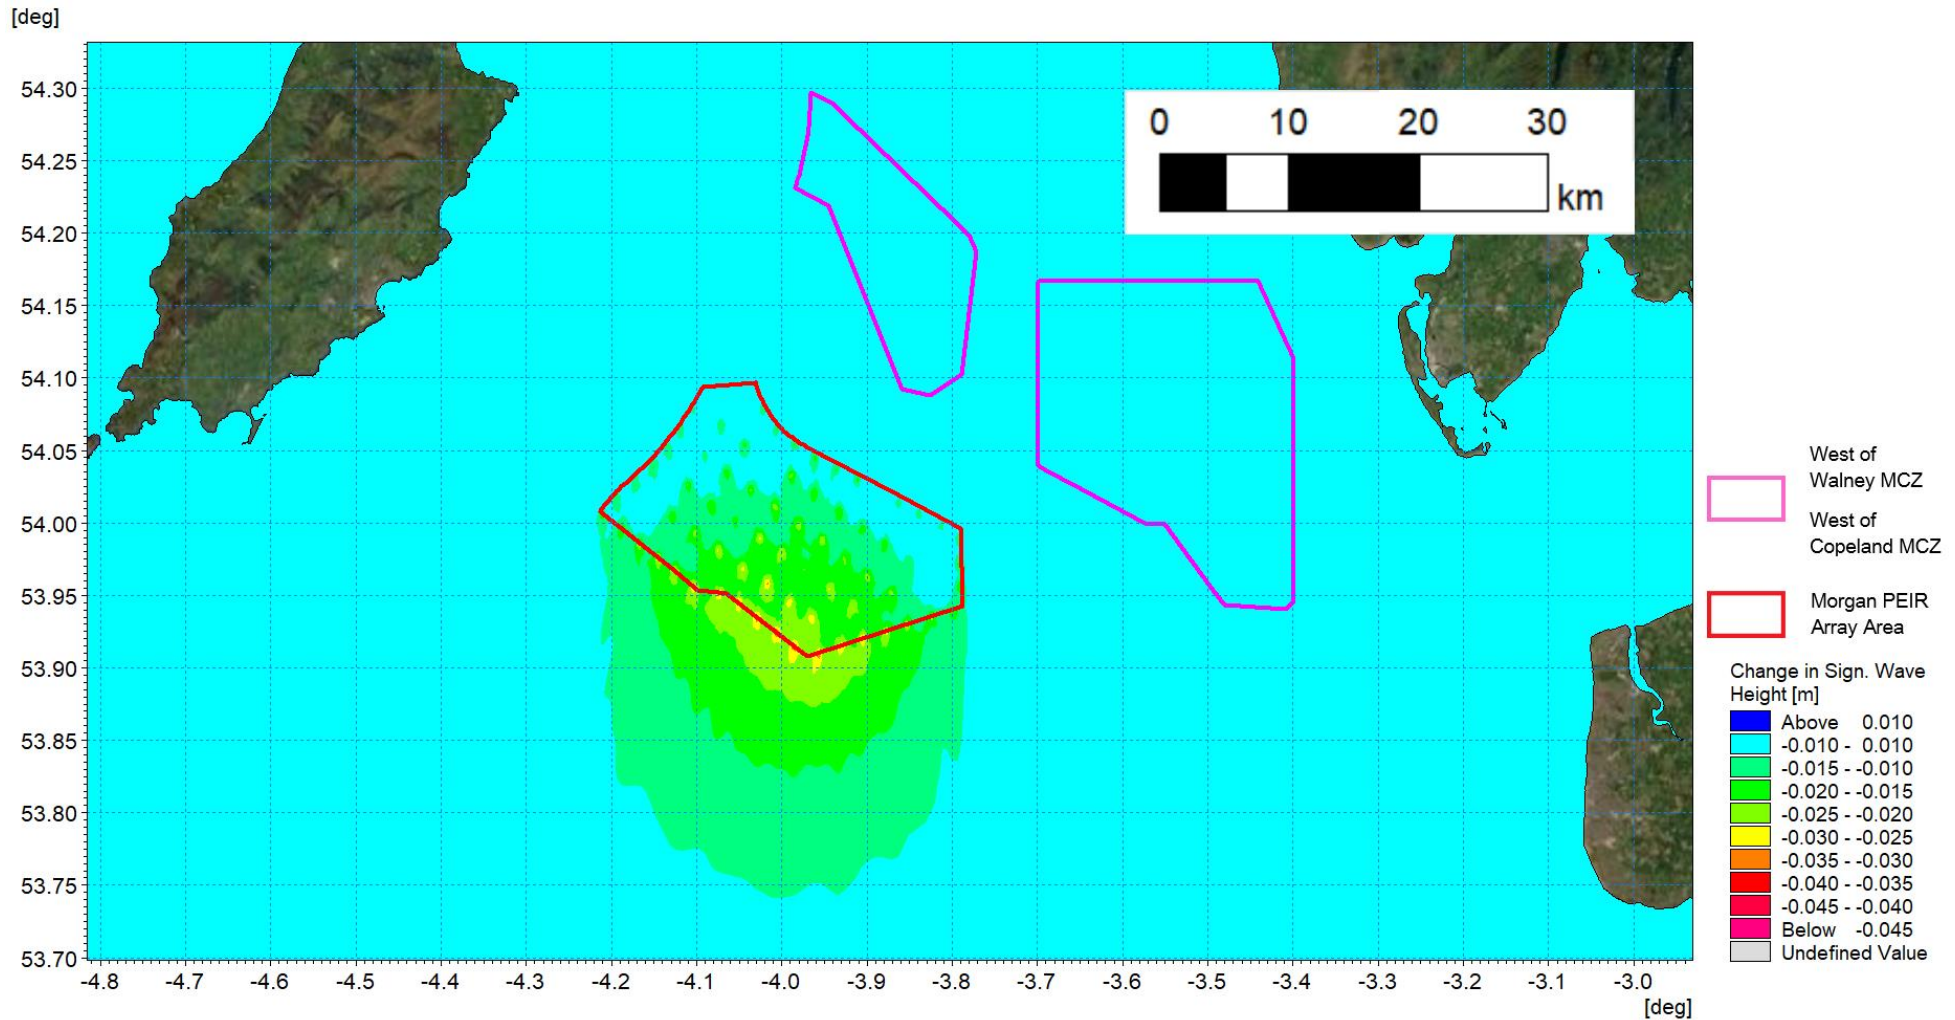 [deg]
54.30
54.25
54.20
54.15
54.10
54.05
54.00
53.95
53.90
53.85
53.80
53.75
53.70
-4.8 -4.7 -4.6 -4.5 -4.4 -4.3 -4.2 -4.1 -4.0 -3.9 -3.8 -3.7 -3.6 -3.5 -3.4 -3.3 -3.2 -3.1 -3.0
[deg]
0 10 20 30
km
West of
Walney MCZ
West of
Copeland MCZ
Morgan PEIR
Array Area
Change in Sign. Wave
Height [m]
Above 0.010
-0.010 - 0.010
-0.015 - -0.010
-0.020 - -0.015
-0.025 - -0.020
-0.030 - -0.025
-0.035 - -0.030
-0.040 - -0.035
-0.045 - -0.040
Below -0.045
Undefined Value